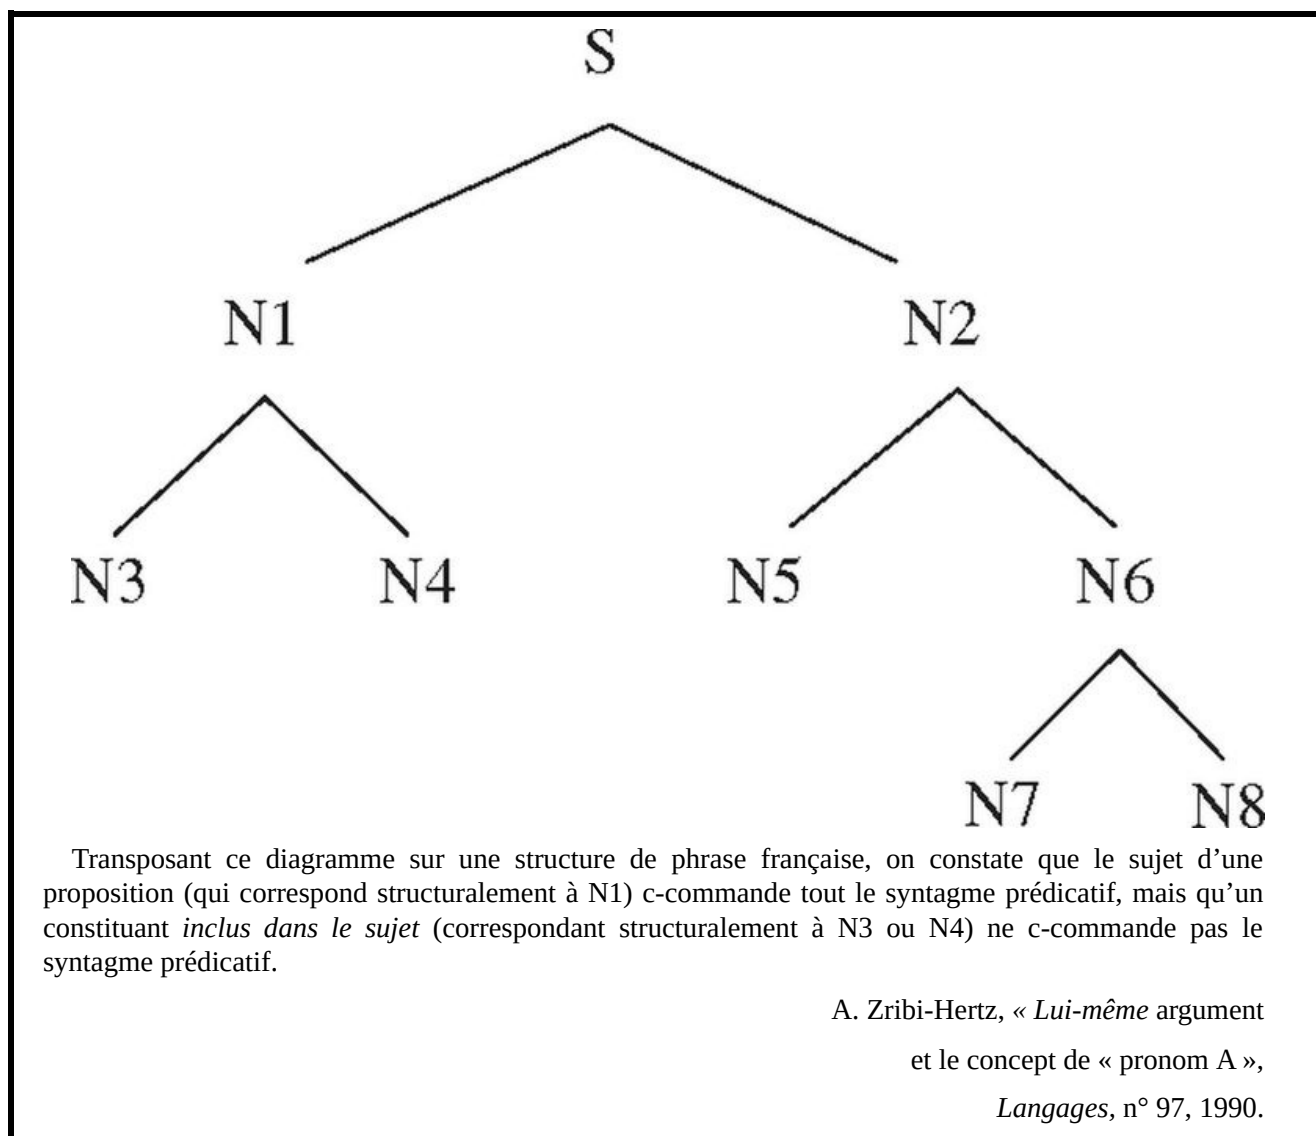 S
N1 N2
N3 N4 N5 N6
N7 N8
Transposant ce diagramme sur une structure de phrase française, on constate que le sujet d’une
proposition (qui correspond structuralement à N1) c-commande tout le syntagme prédicatif, mais qu’un
constituant inclus dans le sujet (correspondant structuralement à N3 ou N4) ne c-commande pas le
syntagme prédicatif.
A. Zribi-Hertz, « Lui-même argument
et le concept de « pronom A »,
Langages, n° 97, 1990.